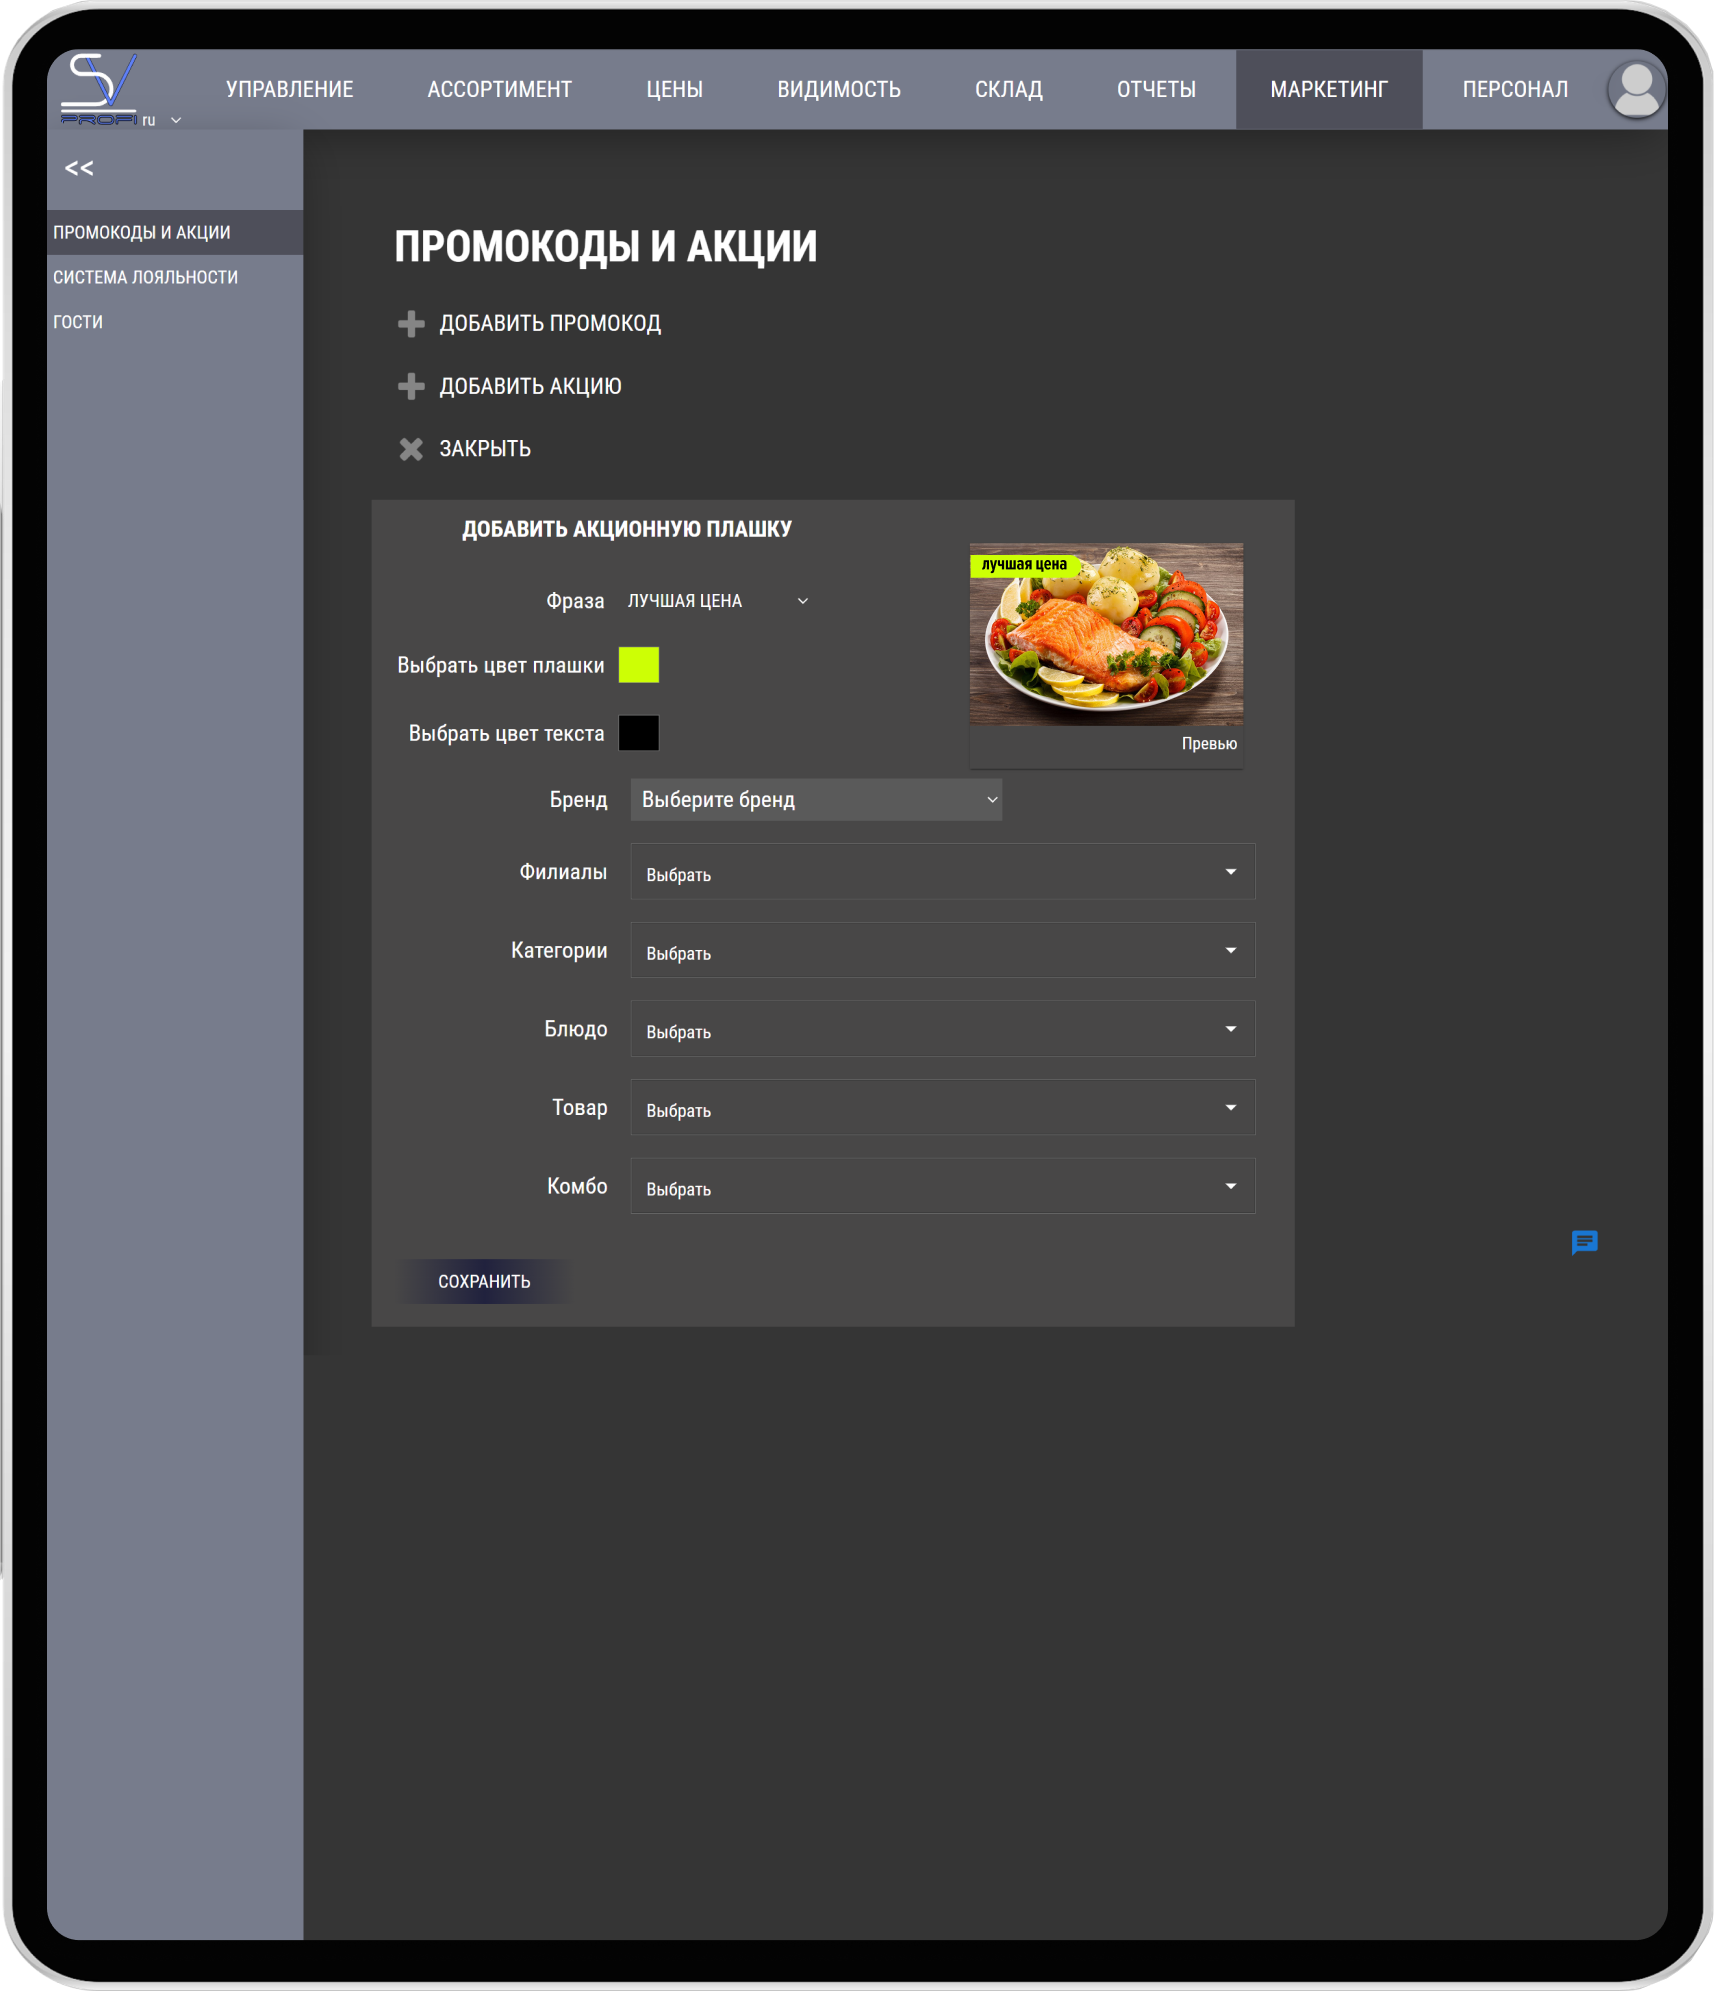 SV
PROFI
ru
УПРАВЛЕНИЕ
АССОРТИМЕНТ
ЦЕНЫ
ВИДИМОСТЬ
СКЛАД
ОТЧЕТЫ
МАРКЕТИНГ
ПЕРСОНАЛ
<<
ПРОМОКОДЫ И АКЦИИ
СИСТЕМА ЛОЯЛЬНОСТИ
ГОСТИ
ПРОМОКОДЫ И АКЦИИ
ДОБАВИТЬ ПРОМОКОД
ДОБАВИТЬ АКЦИЮ
ЗАКРЫТЬ
ДОБАВИТЬ АКЦИОННУЮ ПЛАШКУ
Фраза ЛУЧШАЯ ЦЕНА
Выбрать цвет плашки
Выбрать цвет текста
лучшая цена
Превью
Бренд Выберите бренд
Филиалы Выбрать
Категории Выбрать
Блюдо Выбрать
Товар Выбрать
Комбо Выбрать
СОХРАНИТЬ